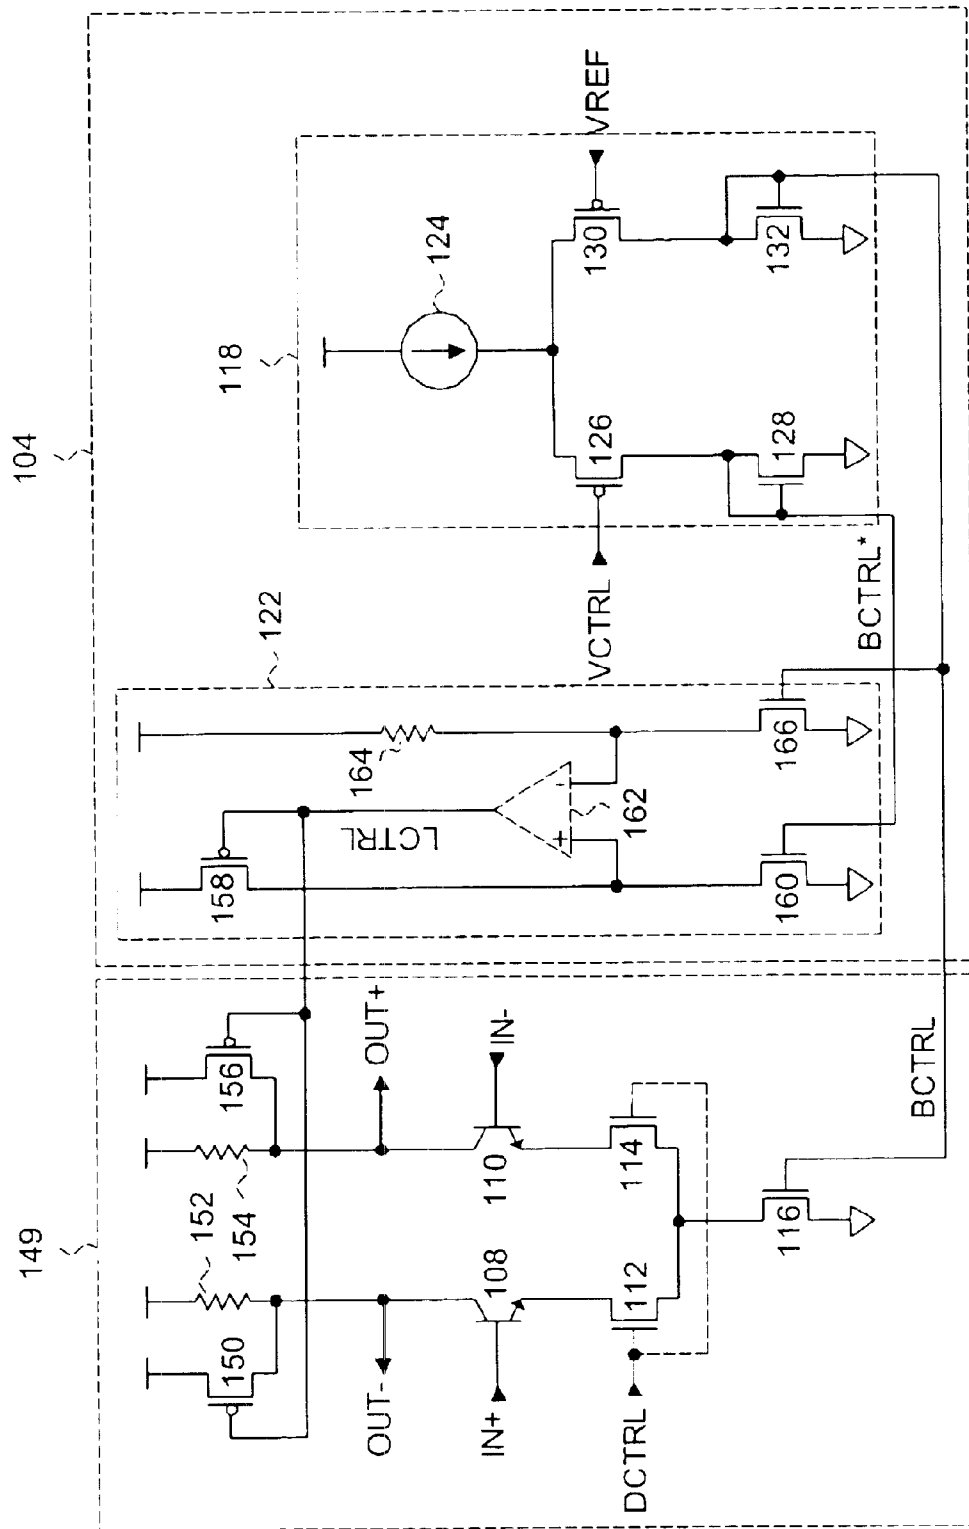 104
118
124
VREF
130
132
126
128
VCTRL
BCTRL*
122
164
LCTRL
+
-
162
158
160
166
149
156
154
152
150
OUT+
OUT-
IN-
IN+
110
108
114
112
DCTRL
116
BCTRL